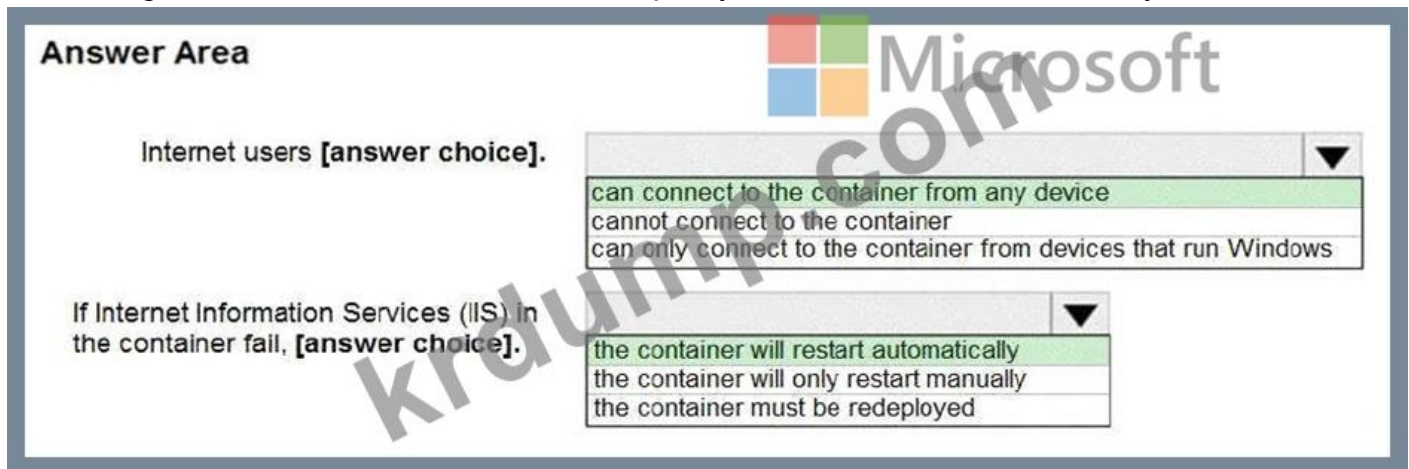 Answer Area
Microsoft
Internet users [answer choice].
can connect to the container from any device
cannot connect to the container
can only connect to the container from devices that run Windows
If Internet Information Services (IIS) in
the container fail, [answer choice].
the container will restart automatically
the container will only restart manually
the container must be redeployed
krdump.com